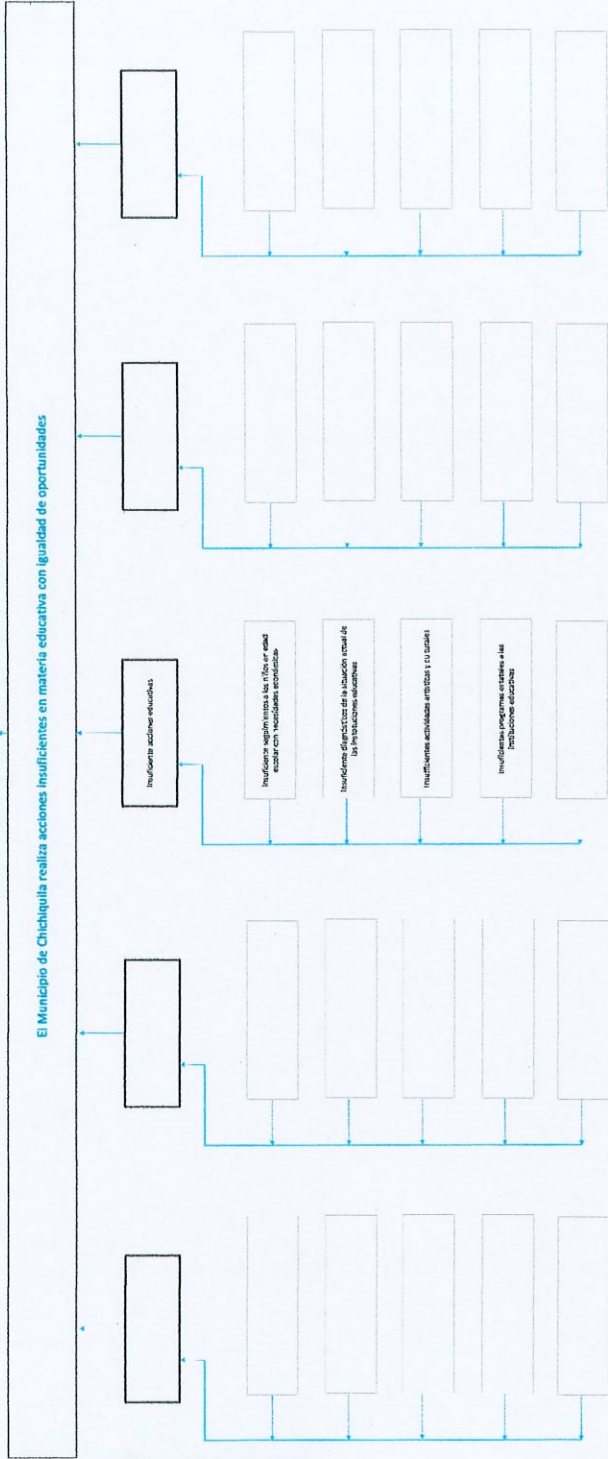 El Municipio de Chichiquila realiza acciones insuficientes en materia educativa con igualdad de oportunidades
Insuficiente acciones educativas
Insuficiente seguimientos a los niños en edad
escolar con necesidades económicas
Insuficiente diagnósticos de la situación actual de
las instituciones educativas
Insuffientes actividades artísticas y culturales
Insuficientes programas estatales a las
instituciones educativas